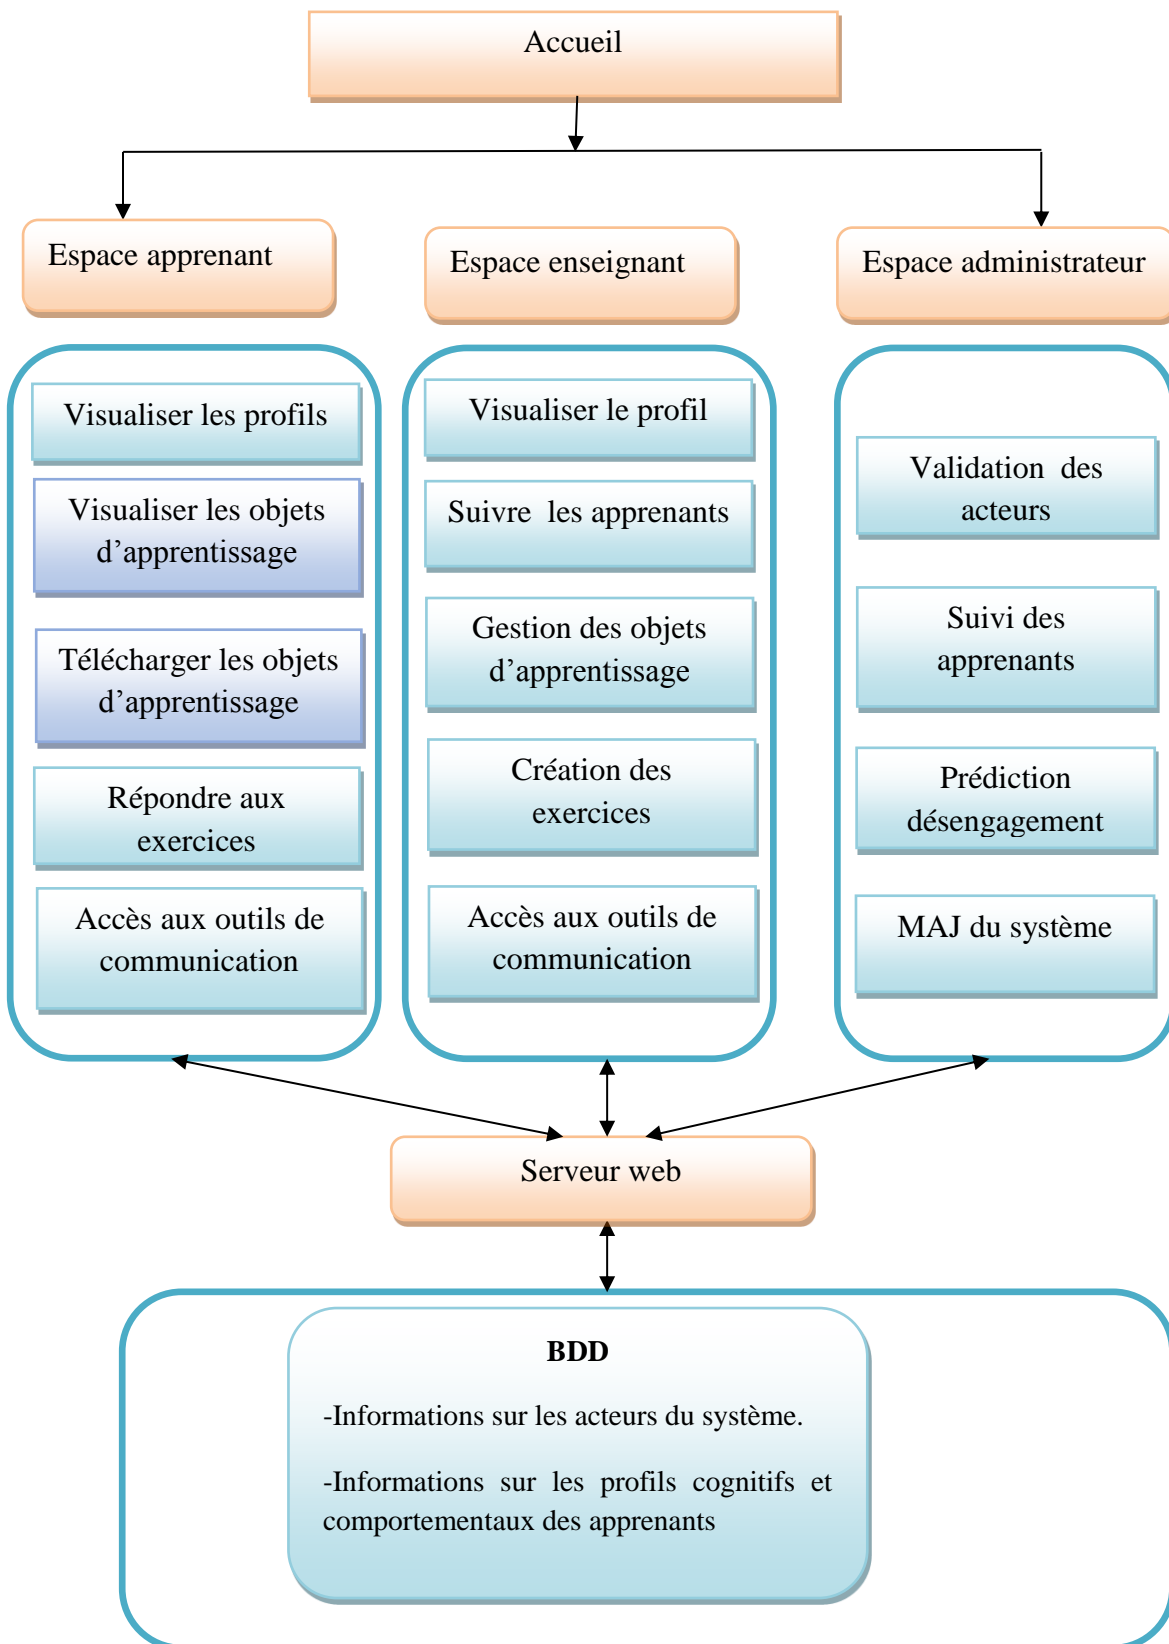 Accueil
Espace apprenant
Espace enseignant
Espace administrateur
Visualiser les profils
Visualiser les objets
d’apprentissage
Télécharger les objets
d’apprentissage
Répondre aux
exercices
Accès aux outils de
communication
Visualiser le profil
Suivre les apprenants
Gestion des objets
d’apprentissage
Création des
exercices
Accès aux outils de
communication
Validation des
acteurs
Suivi des
apprenants
Prédiction
désengagement
MAJ du système
Serveur web
BDD
-Informations sur les acteurs du système.
-Informations sur les profils cognitifs et
comportementaux des apprenants